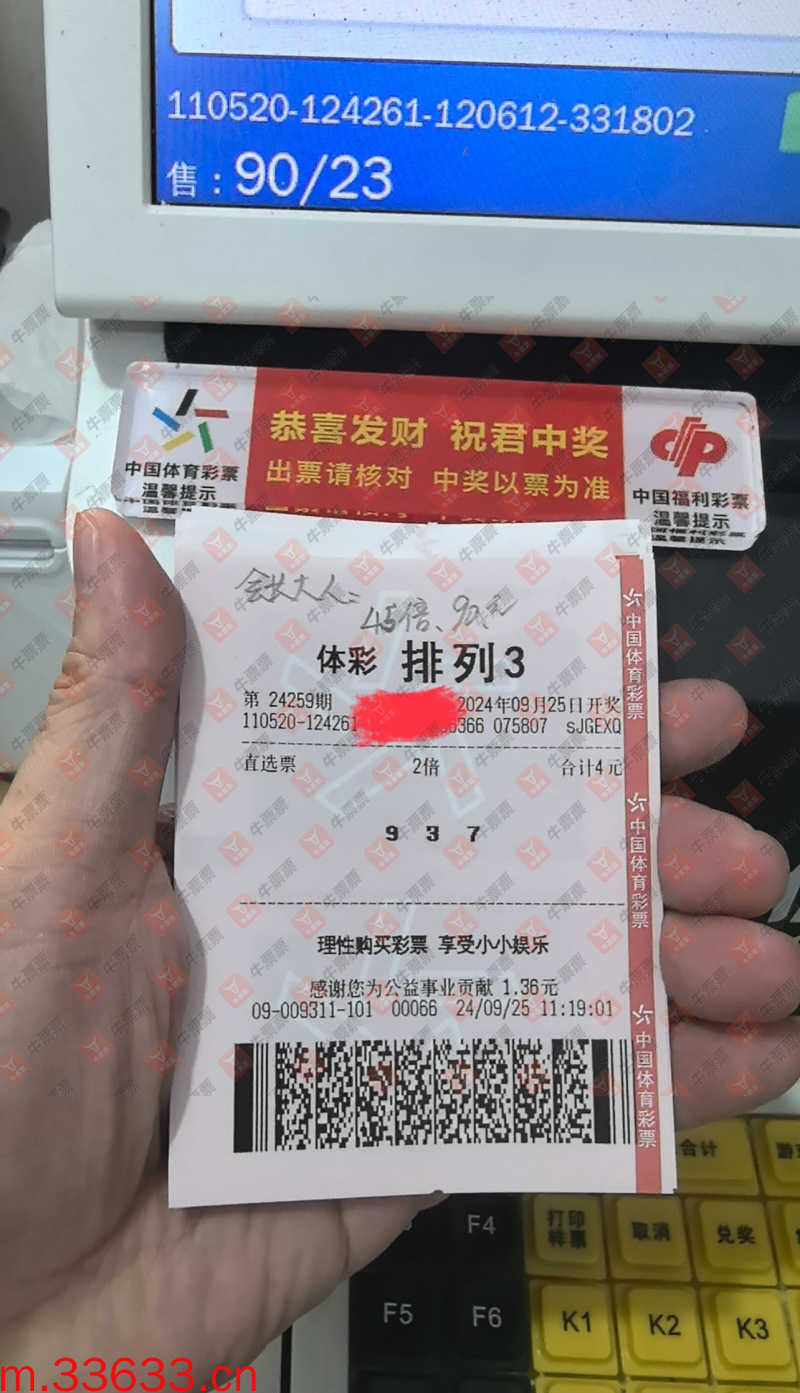 110520-124261-120612-331802
售：90/23
恭喜发财 祝君中奖
出票请核对 中奖以票为准
中国体育彩票
温馨提示
中国福利彩票
温馨提示
会长大人：
45倍、90元
体彩 排列3
第 24259期 2024年09月25日开奖
110520-124261 6366 075807 sJGEXQ
直选票 2倍 合计4元
9 3 7
理性购买彩票 享受小小娱乐
感谢您为公益事业贡献 1.36元
09-009311-101 00066 24/09/25 11:19:01
中国体育彩票
中国体育彩票
中国体育彩票
合计
F4
打印样票
取消
兑奖
F5
F6
K1
K2
K3
牛票票
m.33633.cn